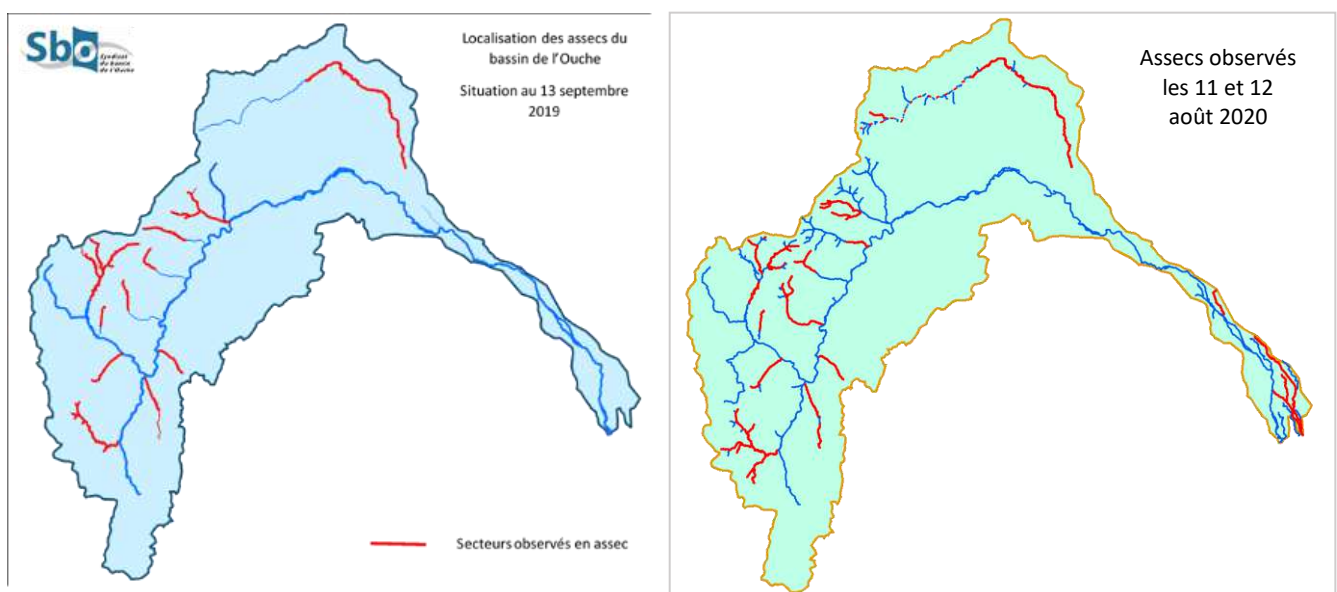 Sbo
Syndicat
du bassin
de l'Ouche
Localisation des assecs du
bassin de l'Ouche
Situation au 13 septembre
2019
Secteurs observés en assec
Assecs observés
les 11 et 12
août 2020